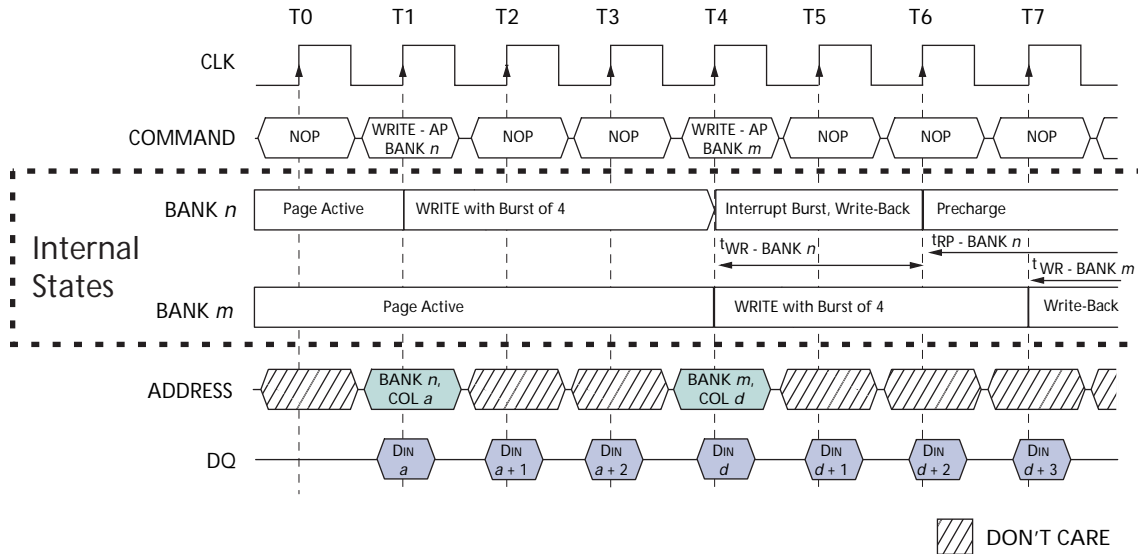 T0 T1 T2 T3 T4 T5 T6 T7
CLK
COMMAND NOP WRITE - AP BANK n NOP NOP WRITE - AP BANK m NOP NOP NOP
Internal States
BANK n Page Active WRITE with Burst of 4 Interrupt Burst, Write-Back Precharge
tWR - BANK n tRP - BANK n
tWR - BANK m
BANK m Page Active WRITE with Burst of 4 Write-Back
ADDRESS BANK n, COL a BANK m, COL d
DQ DIN a DIN a + 1 DIN a + 2 DIN d DIN d + 1 DIN d + 2 DIN d + 3
DON'T CARE